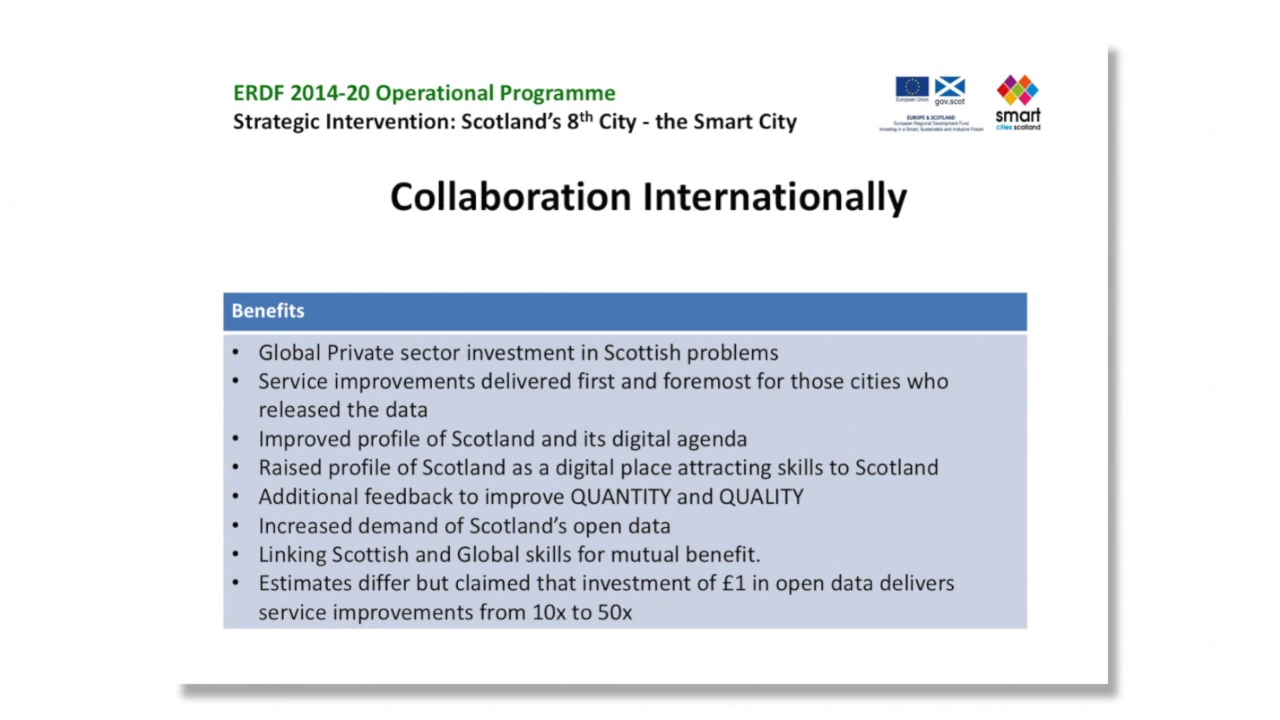 ERDF 2014-20 Operational Programme
Strategic Intervention: Scotland's 8th City - the Smart City
European Union
gov.scot
EUROPE & SCOTLAND
European Regional Development Fund
Investing in a Smart, Sustainable and Inclusive Future
smart
cities scotland
Collaboration Internationally
Benefits
• Global Private sector investment in Scottish problems
• Service improvements delivered first and foremost for those cities who
released the data
• Improved profile of Scotland and its digital agenda
• Raised profile of Scotland as a digital place attracting skills to Scotland
• Additional feedback to improve QUANTITY and QUALITY
• Increased demand of Scotland's open data
• Linking Scottish and Global skills for mutual benefit.
• Estimates differ but claimed that investment of £1 in open data delivers
service improvements from 10x to 50x